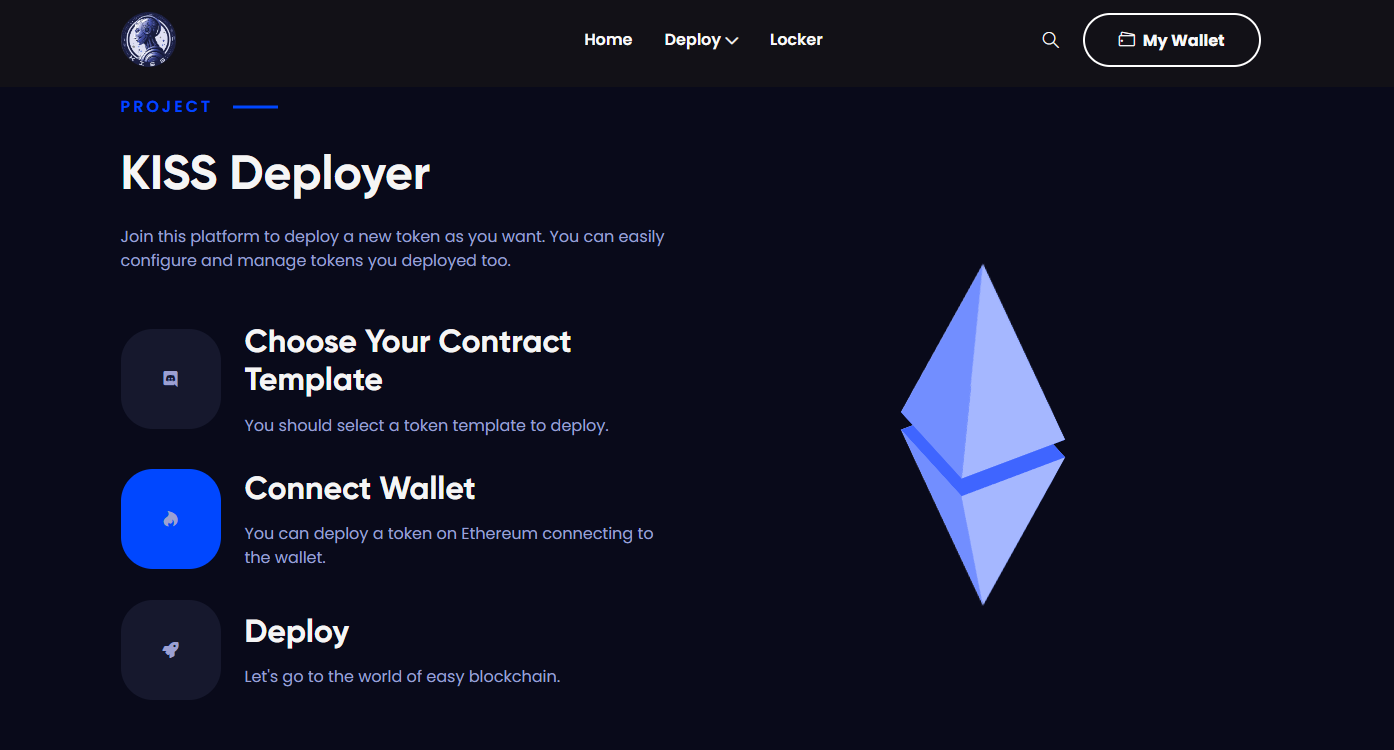 Home
Deploy
Locker
My Wallet
PROJECT
KISS Deployer
Join this platform to deploy a new token as you want. You can easily
configure and manage tokens you deployed too.
Choose Your Contract
Template
You should select a token template to deploy.
Connect Wallet
You can deploy a token on Ethereum connecting to
the wallet.
Deploy
Let's go to the world of easy blockchain.